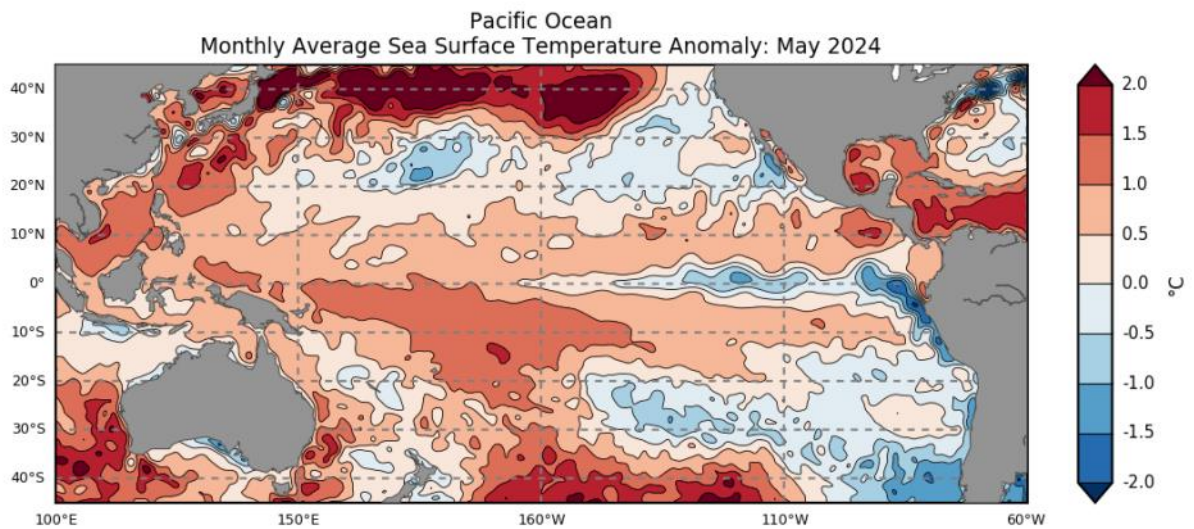 Pacific Ocean
Monthly Average Sea Surface Temperature Anomaly: May 2024
40°N
30°N
20°N
10°N
0°
10°S
20°S
30°S
40°S
100°E
150°E
160°W
110°W
60°W
2.0
1.5
1.0
0.5
0.0
-0.5
-1.0
-1.5
-2.0
°C